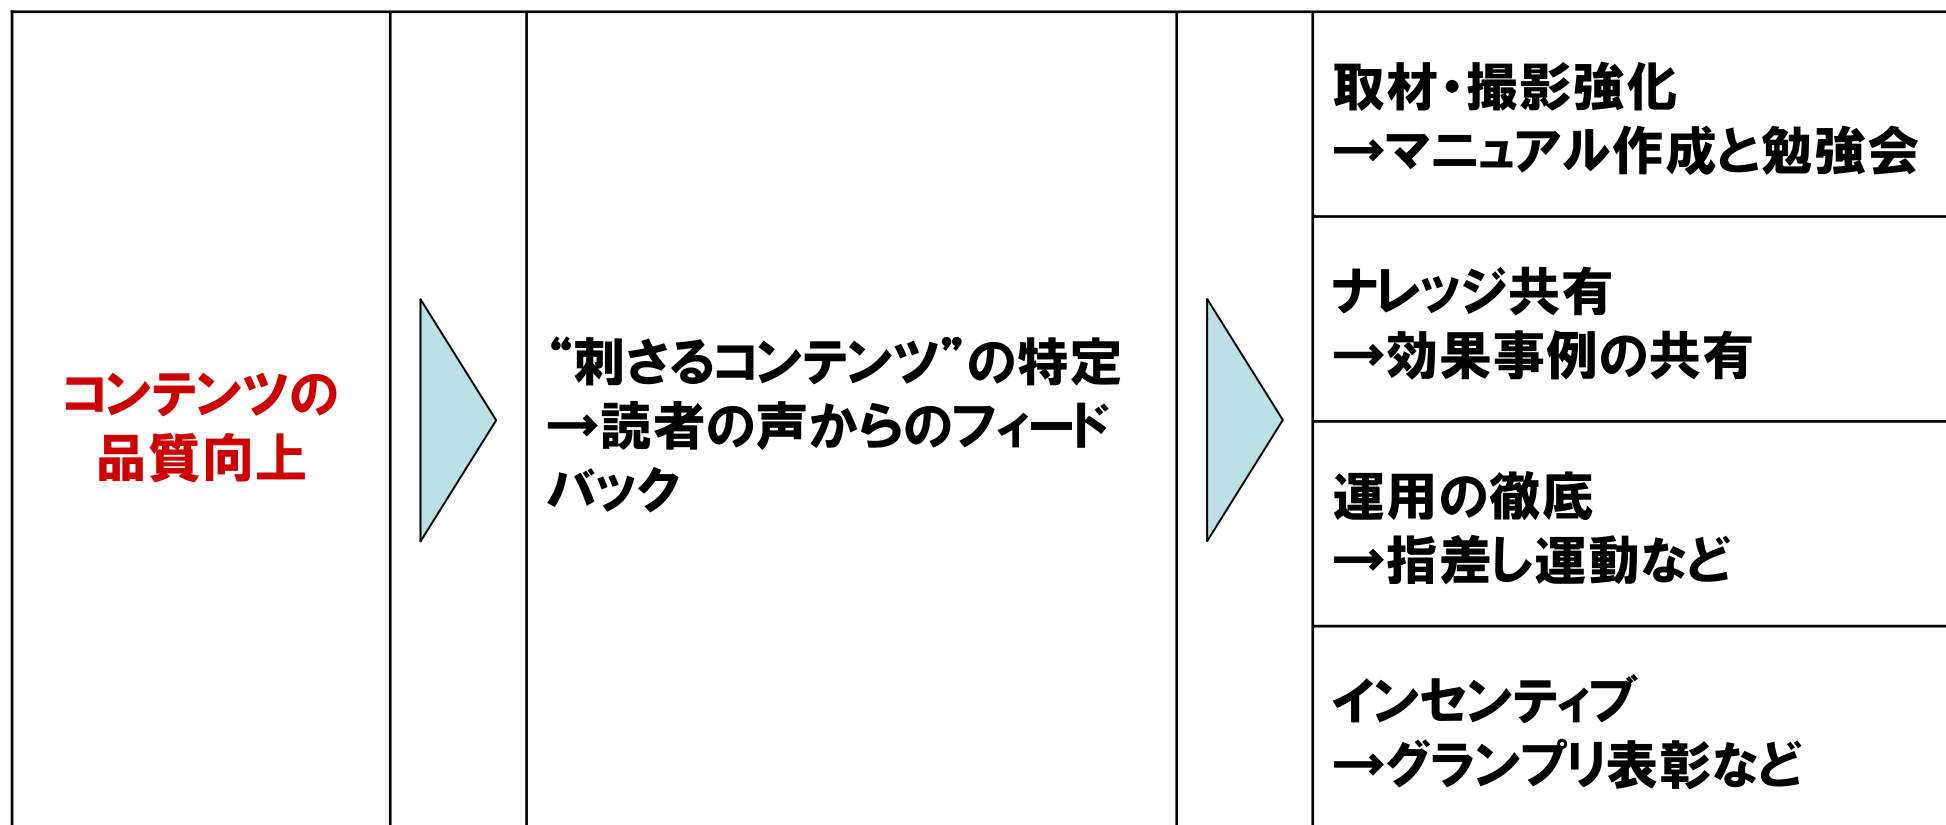 コンテンツの
品質向上
“刺さるコンテンツ”の特定
→読者の声からのフィード
バック
取材・撮影強化
→マニュアル作成と勉強会
ナレッジ共有
→効果事例の共有
運用の徹底
→指差し運動など
インセンティブ
→グランプリ表彰など